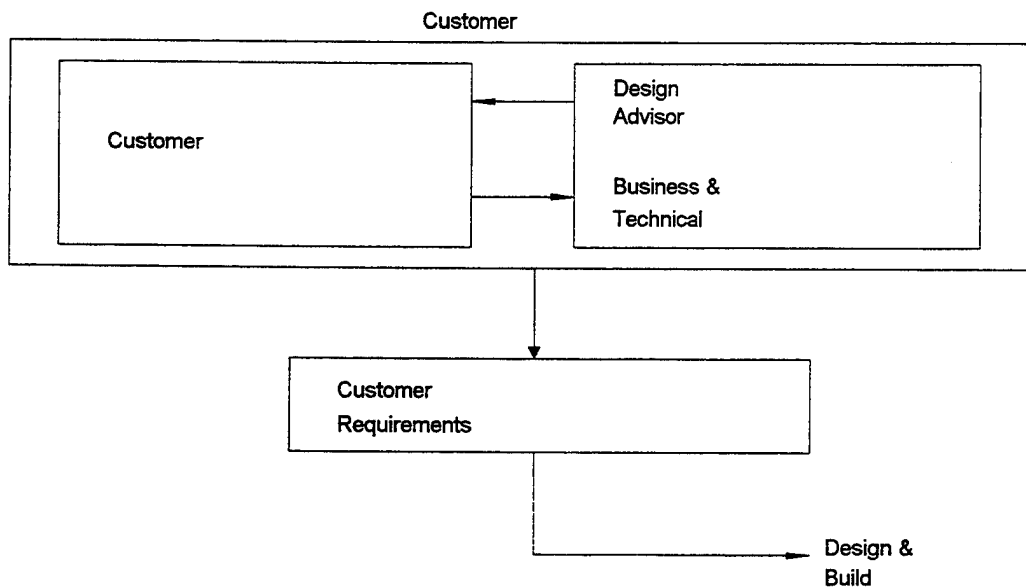 Customer
Customer
Design
Advisor
Business &
Technical
Customer
Requirements
Design &
Build